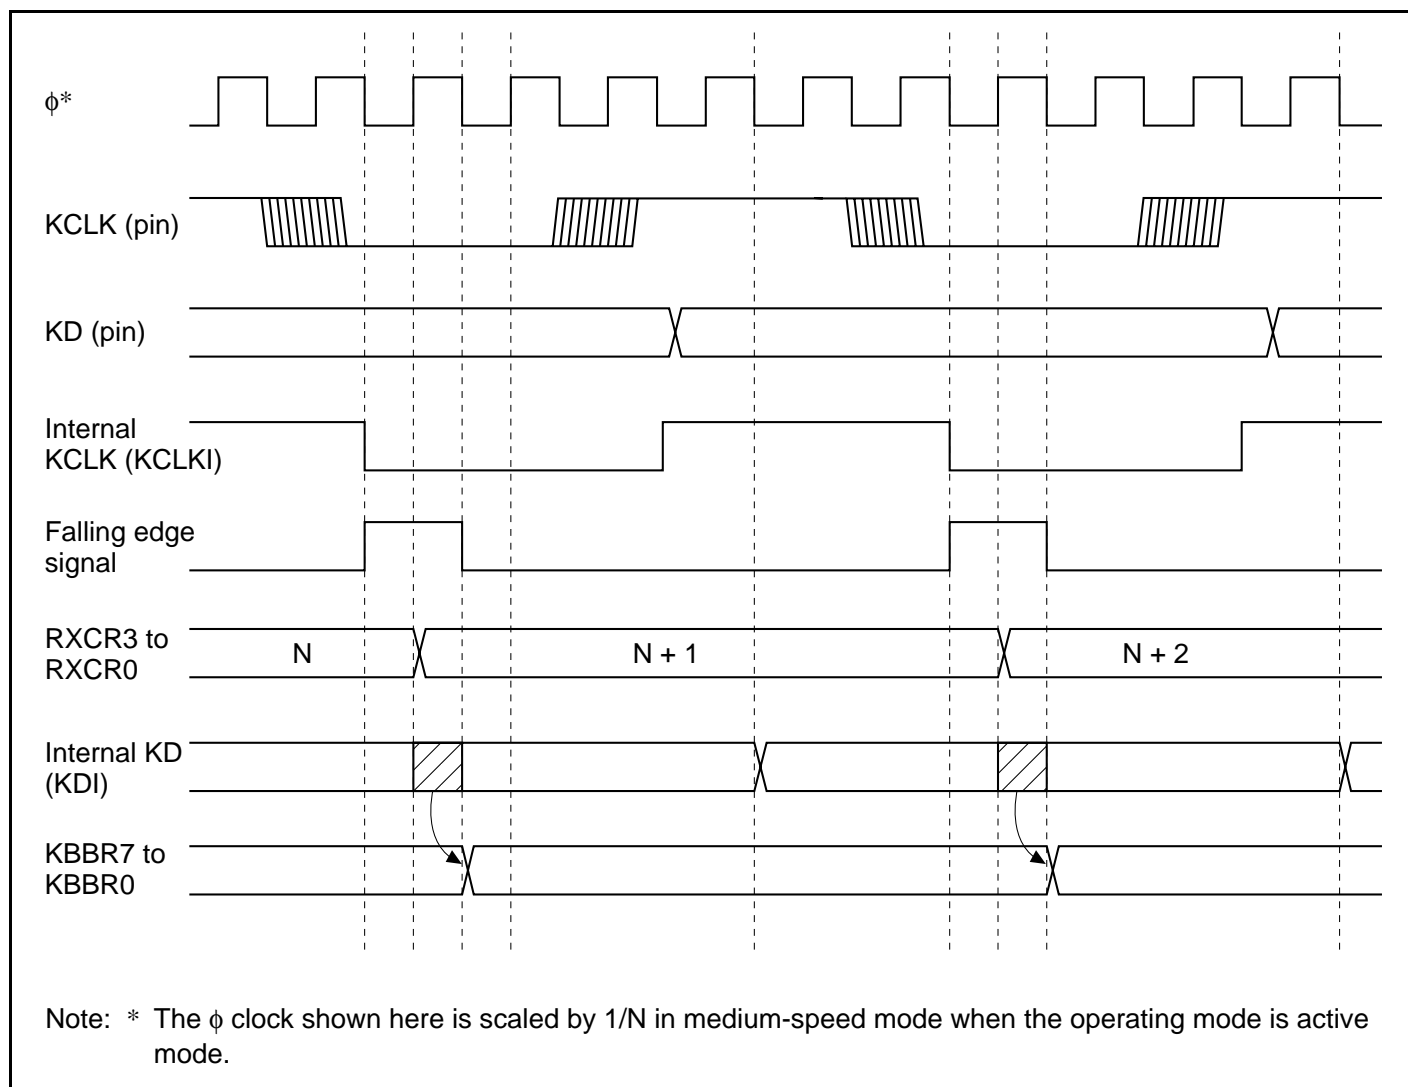 ϕ*
KCLK (pin)
KD (pin)
Internal
KCLK (KCLKI)
Falling edge
signal
RXCR3 to
RXCR0
N
N + 1
N + 2
Internal KD
(KDI)
KBBR7 to
KBBR0
Note: * The ϕ clock shown here is scaled by 1/N in medium-speed mode when the operating mode is active
mode.